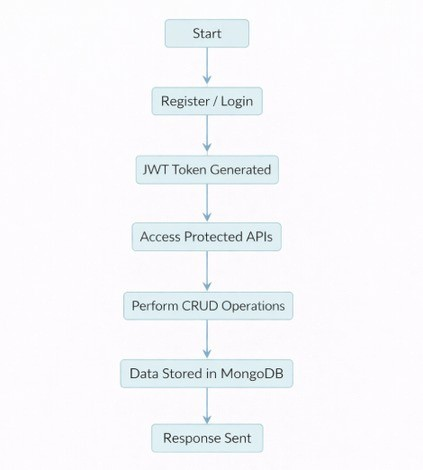 Start
Register / Login
JWT Token Generated
Access Protected APIs
Perform CRUD Operations
Data Stored in MongoDB
Response Sent